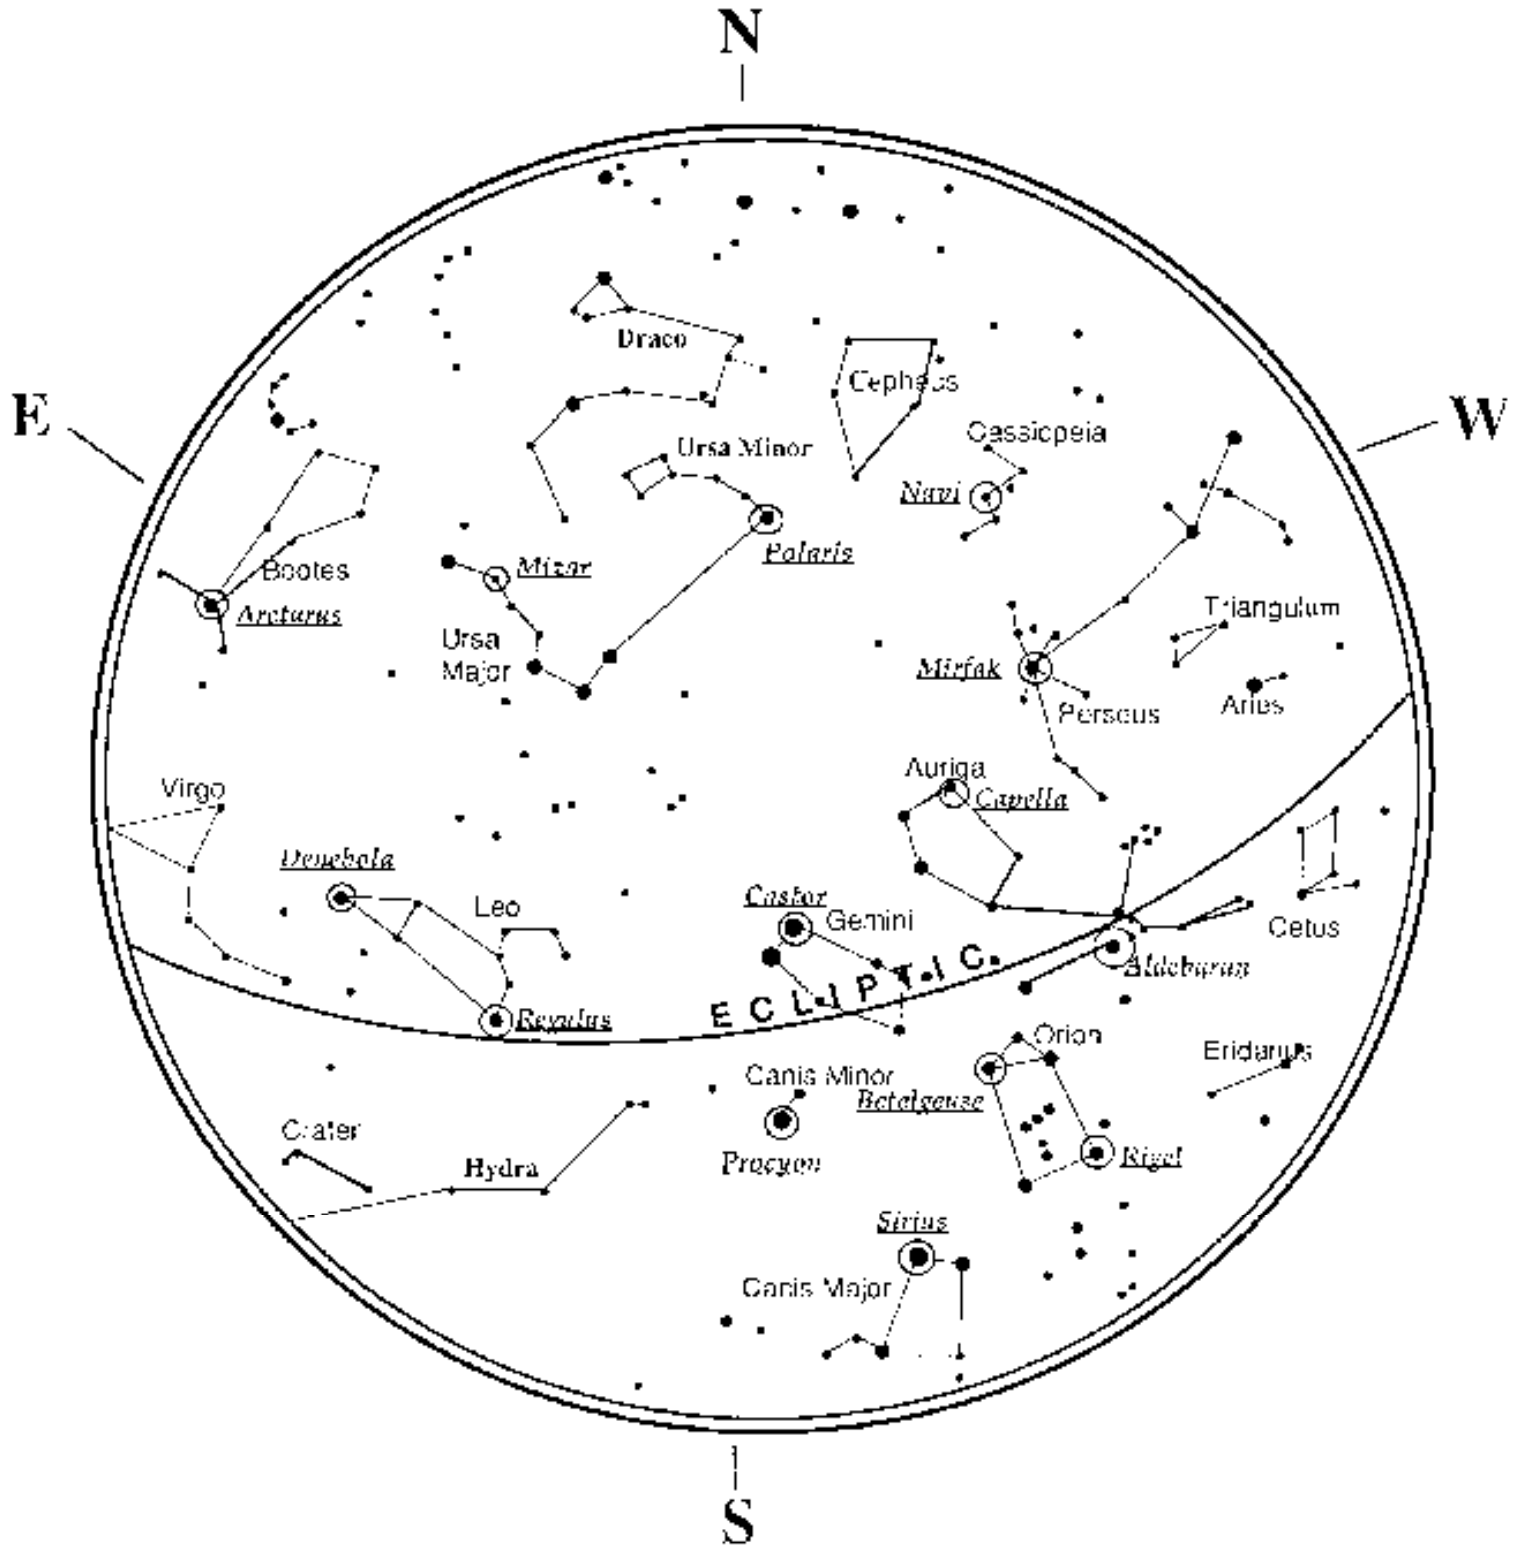 N
Draco
Cepheus
E
W
Ursa Minor
Cassiopeia
Navi
Polaris
Mizar
Bootes
Arcturus
Triangulum
Ursa
Major
Mirfak
Perseus
Aries
Auriga
Capella
Virgo
Denebola
Castor
Gemini
Leo
Cetus
ECLIPTIC
Aldebaran
Regulus
Orion
Eridanus
Canis Minor
Betelgeuse
Crater
Procyon
Rigel
Hydra
Sirius
Canis Major
S